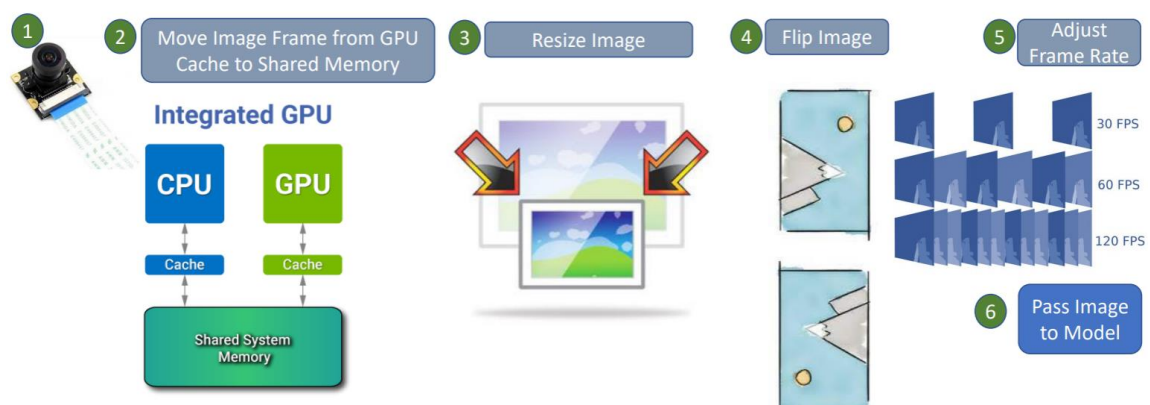 1
2
Move Image Frame from GPU
Cache to Shared Memory
Integrated GPU
CPU
GPU
Cache
Cache
Shared System
Memory
3
Resize Image
4
Flip Image
5
Adjust
Frame Rate
30 FPS
60 FPS
120 FPS
6
Pass Image
to Model